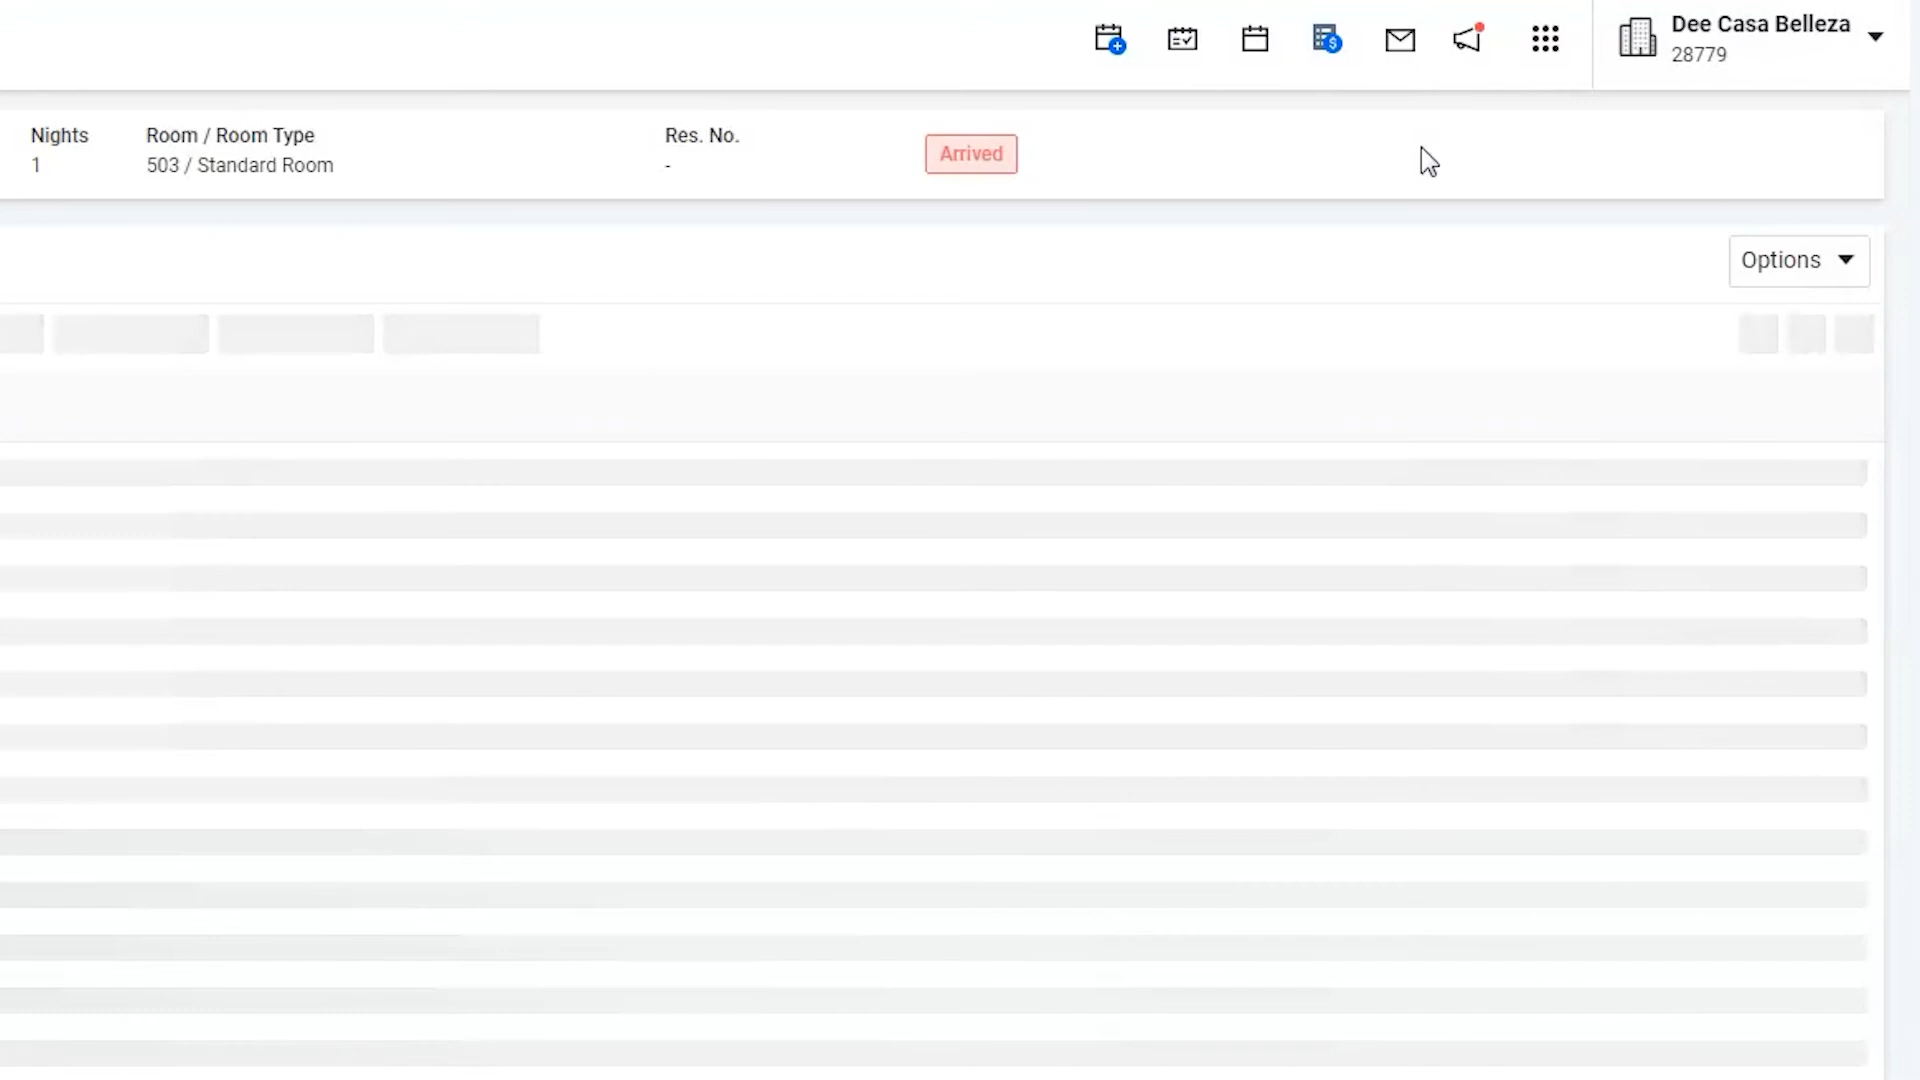 Dee Casa Belleza
28779
Nights
1
Room / Room Type
503 / Standard Room
Res. No.
-
Arrived
Options